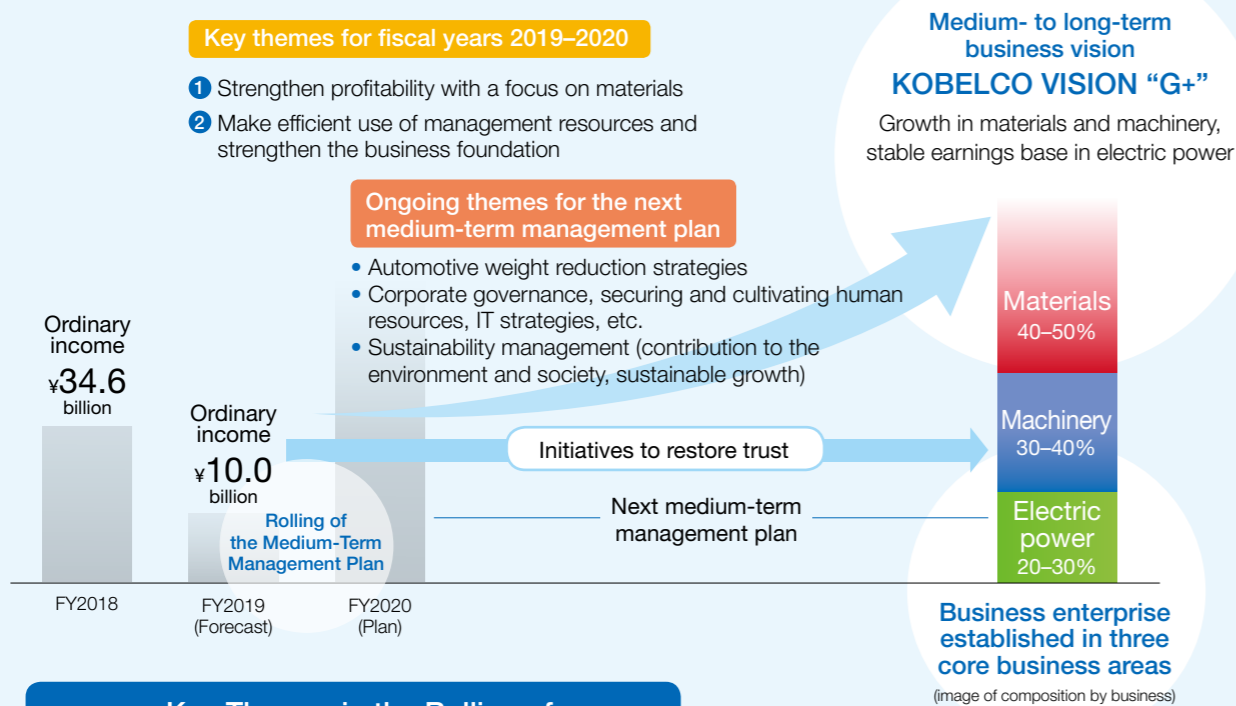 Key themes for fiscal years 2019–2020
1 Strengthen profitability with a focus on materials
2 Make efficient use of management resources and
strengthen the business foundation
Medium- to long-term
business vision
KOBELCO VISION “G+”
Growth in materials and machinery,
stable earnings base in electric power
Ongoing themes for the next
medium-term management plan
• Automotive weight reduction strategies
• Corporate governance, securing and cultivating human
resources, IT strategies, etc.
• Sustainability management (contribution to the
environment and society, sustainable growth)
Ordinary
income
¥34.6
billion
Ordinary
income
¥10.0
billion
Rolling of
the Medium-Term
Management Plan
Initiatives to restore trust
Next medium-term
management plan
Materials
40–50%
Machinery
30–40%
Electric
power
20–30%
FY2018
FY2019
(Forecast)
FY2020
(Plan)
Business enterprise
established in three
core business areas
(image of composition by business)